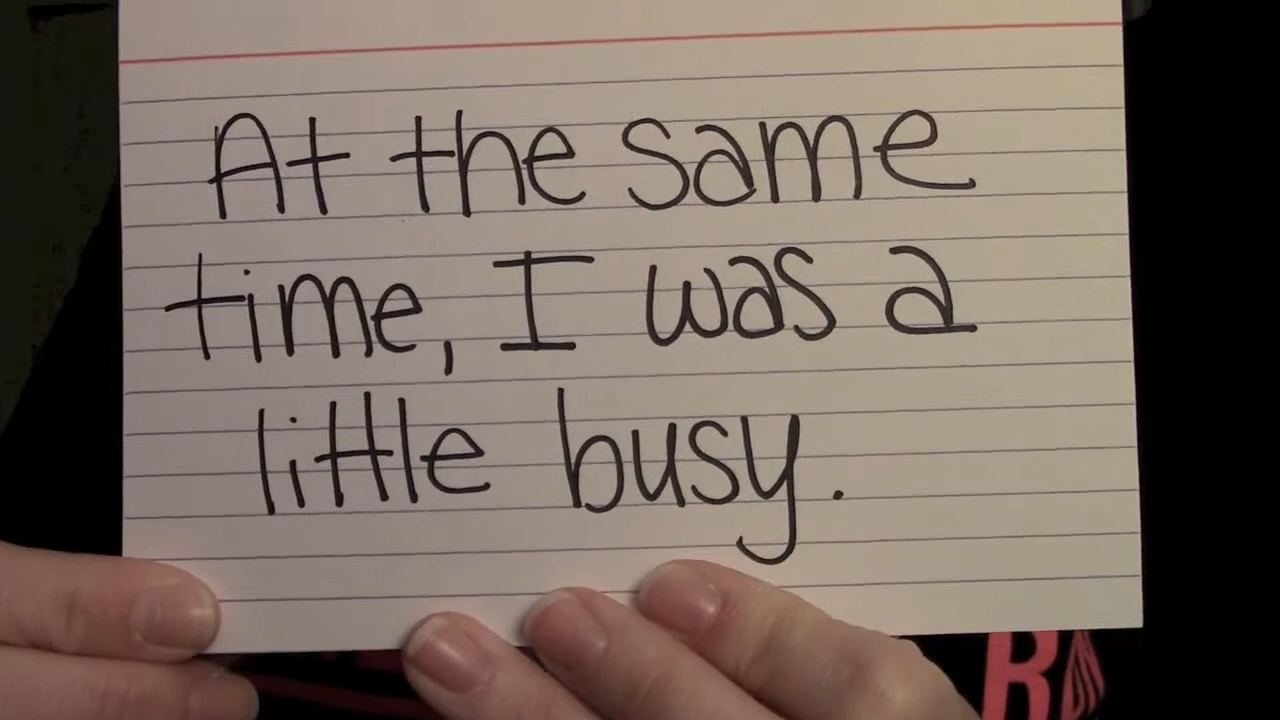 At the same
time, I was a
little busy.
R